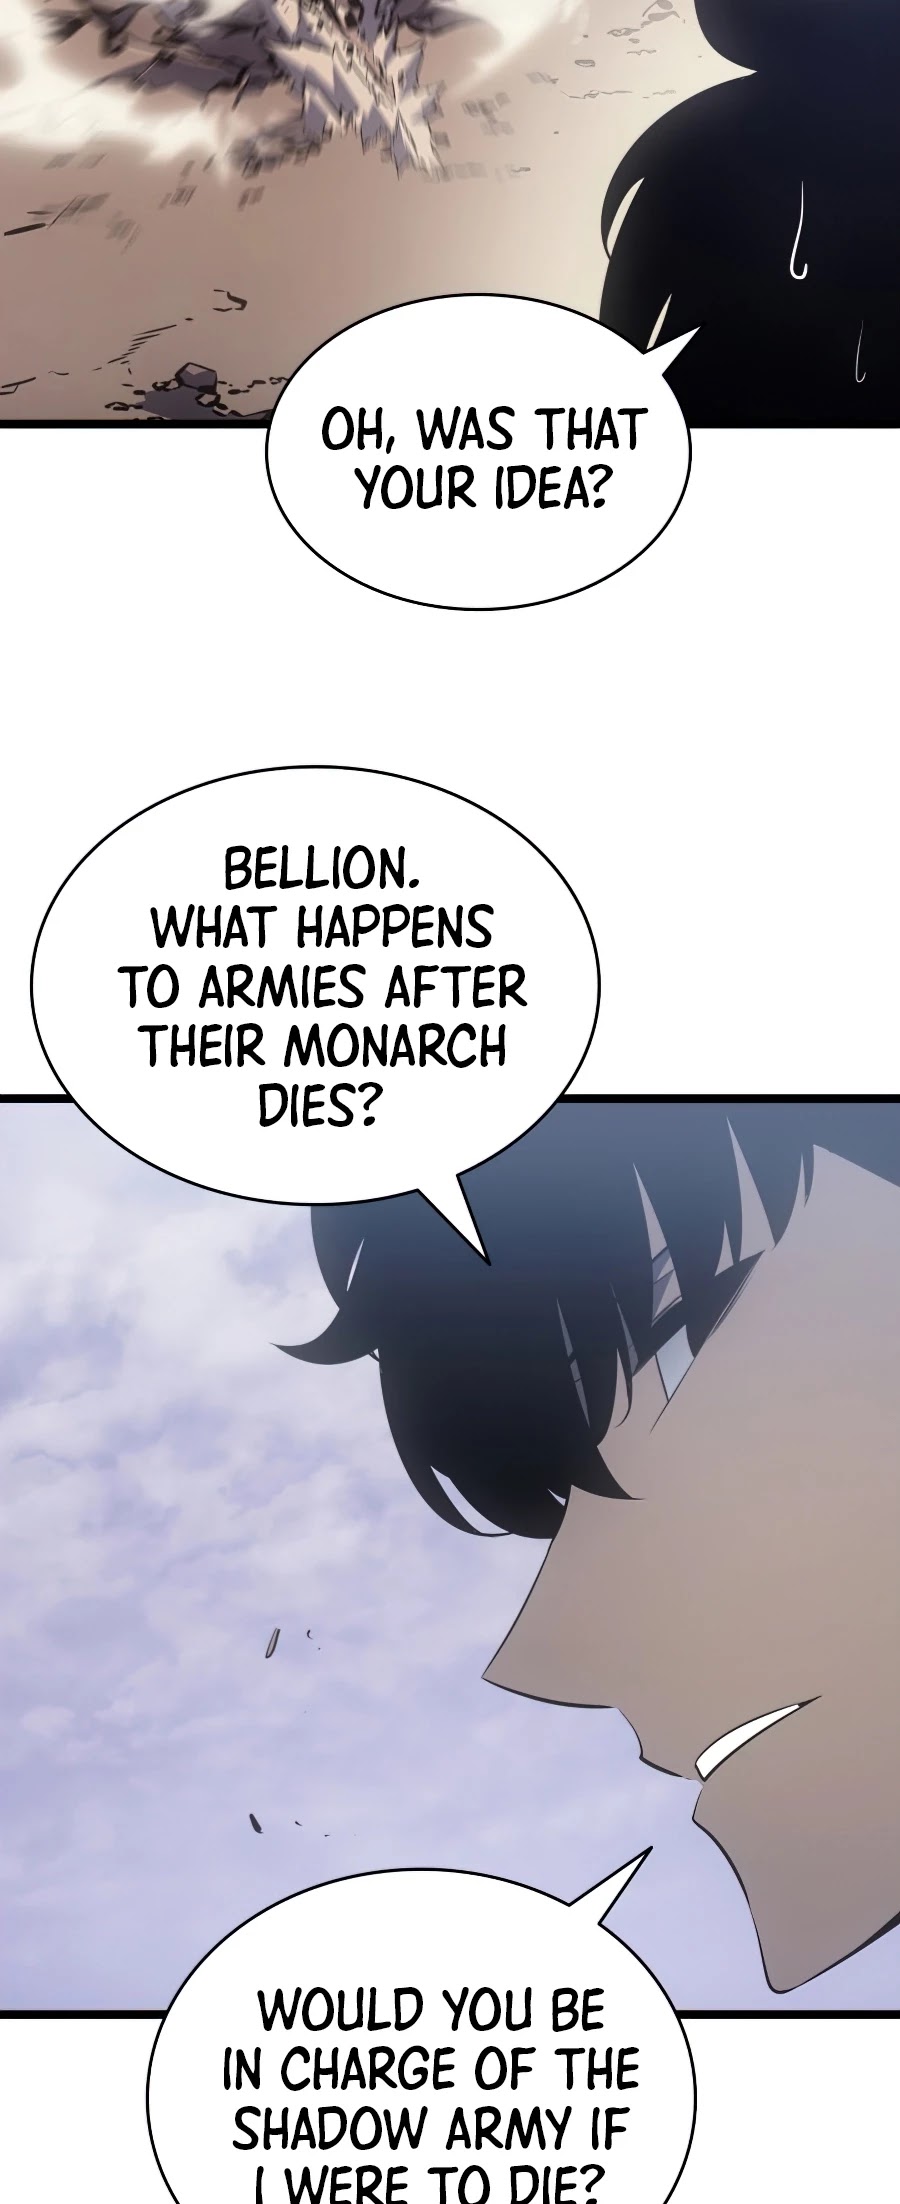 OH, WAS THAT
YOUR IDEA?
BELLION.
WHAT HAPPENS
TO ARMIES AFTER
THEIR MONARCH
DIES?
WOULD YOU BE
IN CHARGE OF THE
SHADOW ARMY IF
I WERE TO DIE?